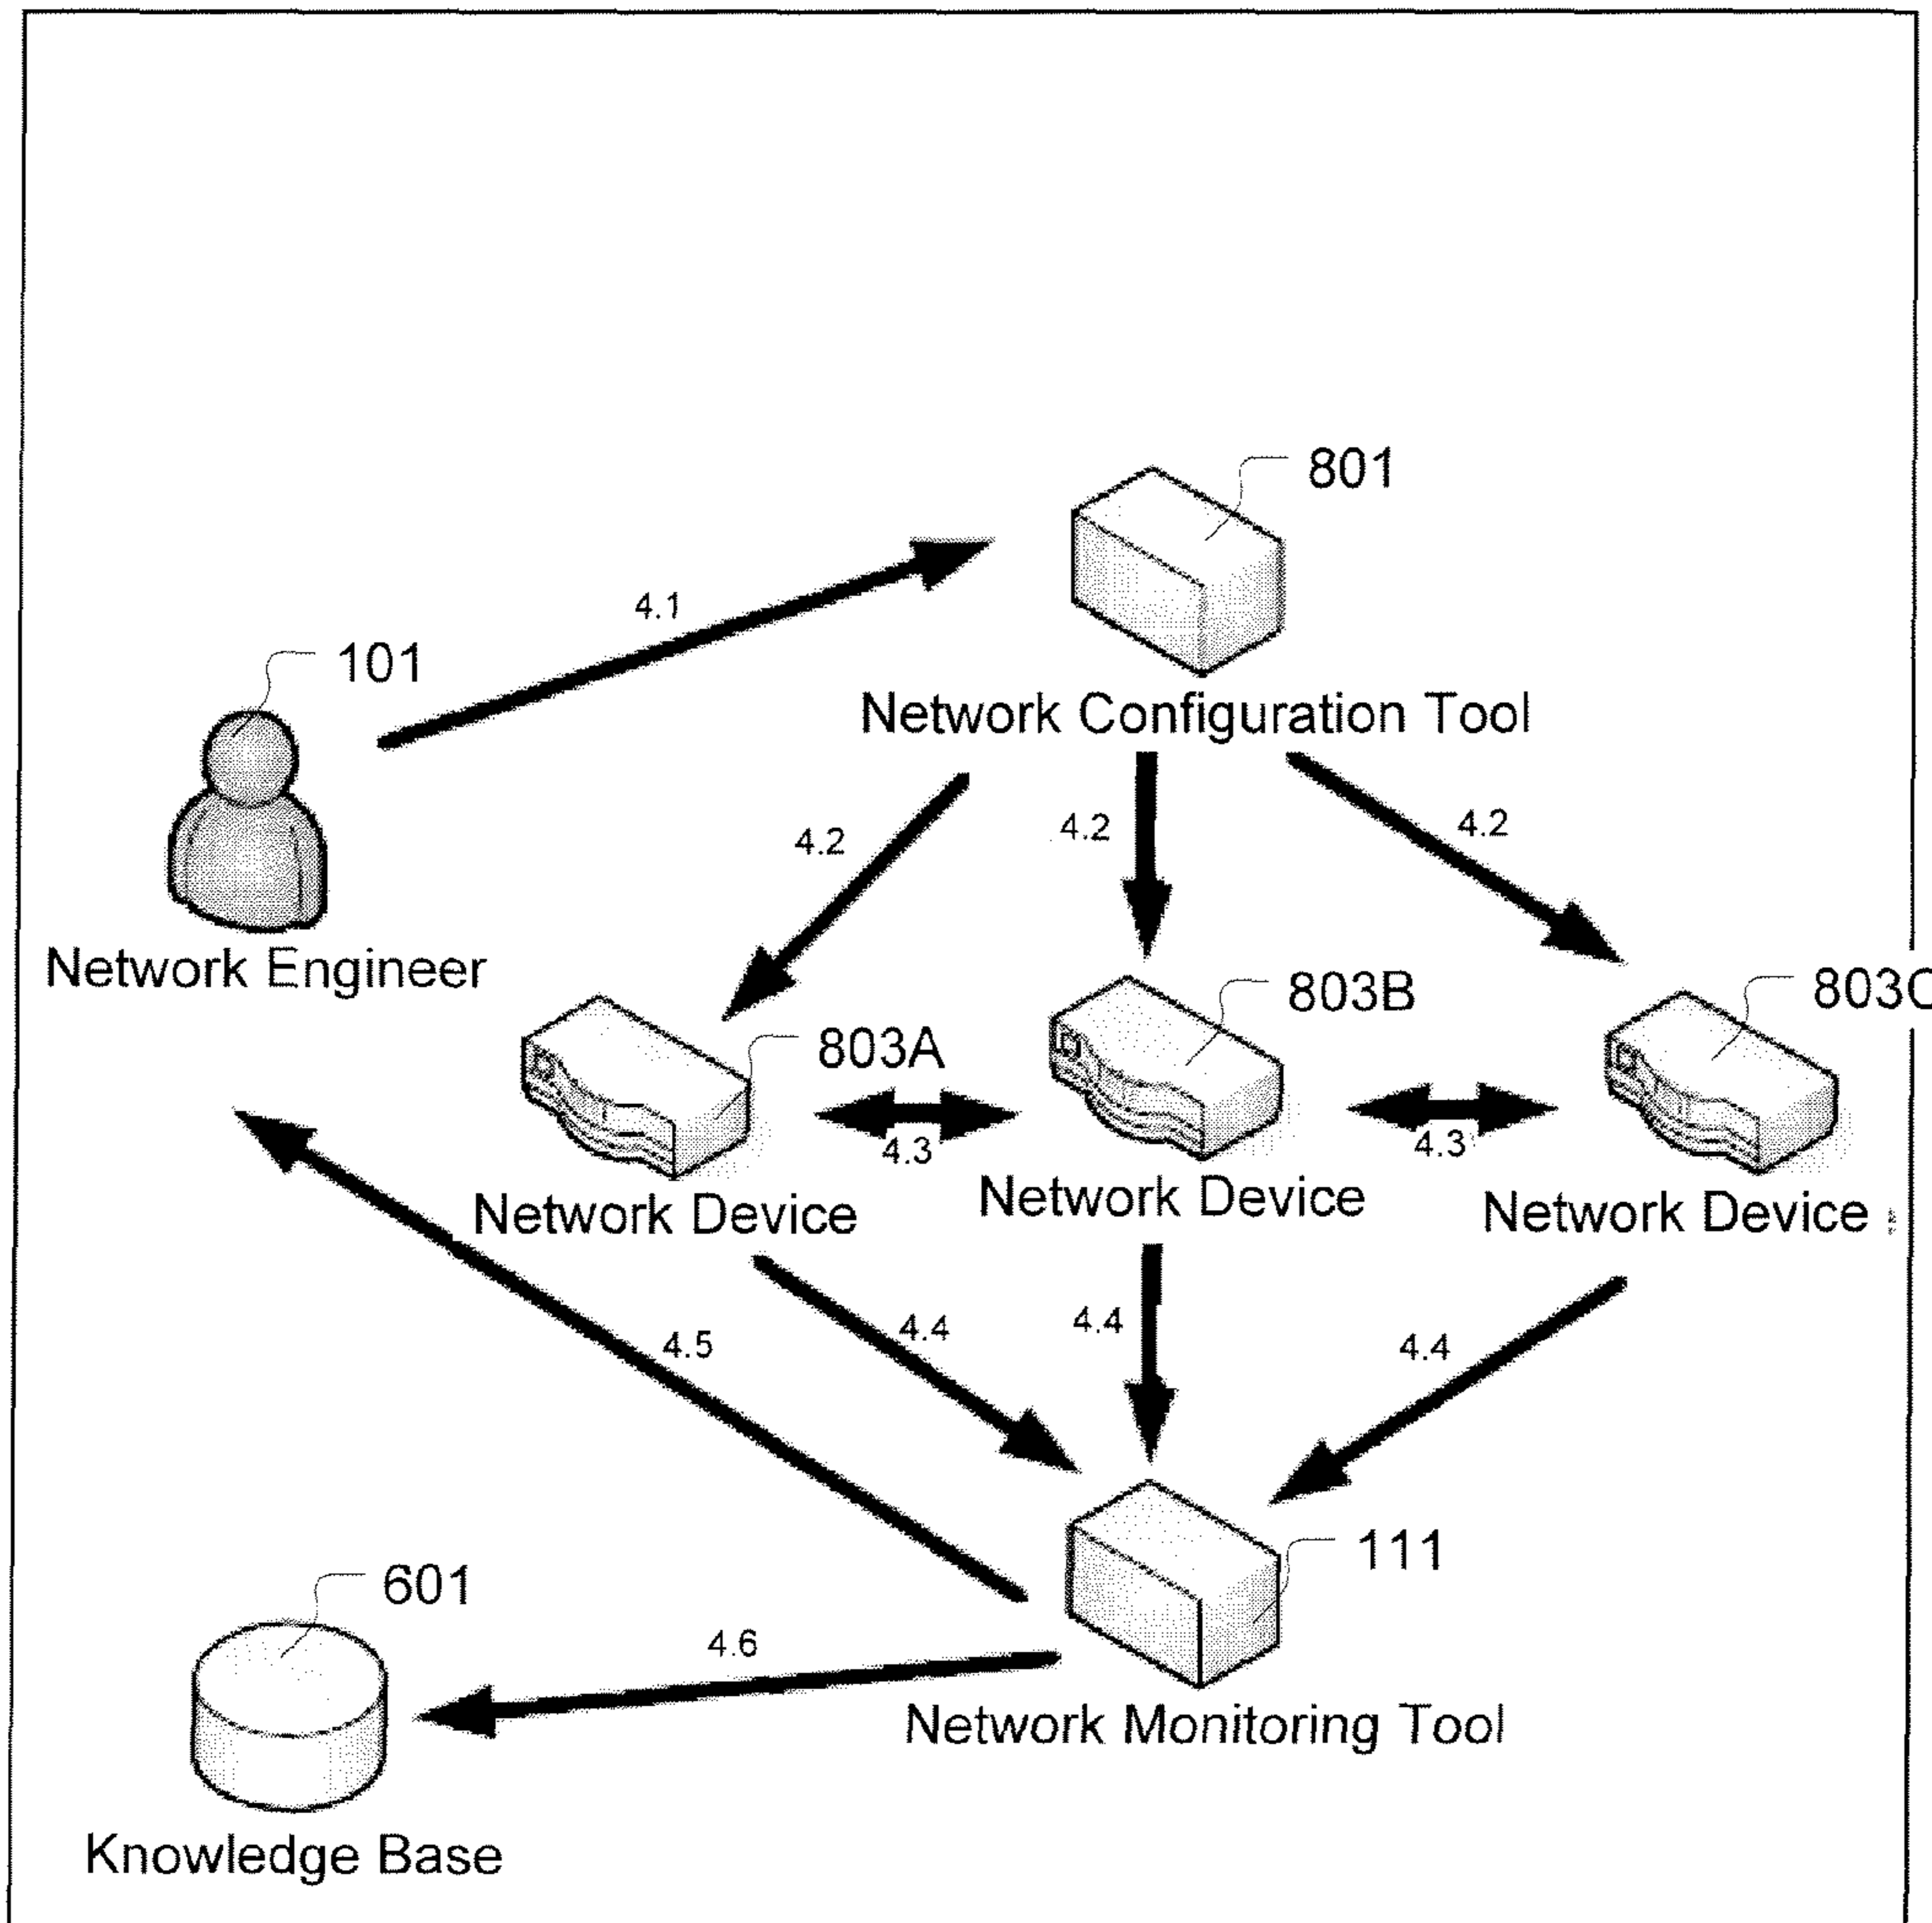 801
4.1
101
Network Configuration Tool
4.2
4.2
4.2
Network Engineer
803B
803C
803A
4.3
4.3
Network Device
Network Device
Network Device
4.4
4.4
4.4
4.5
111
601
4.6
Network Monitoring Tool
Knowledge Base